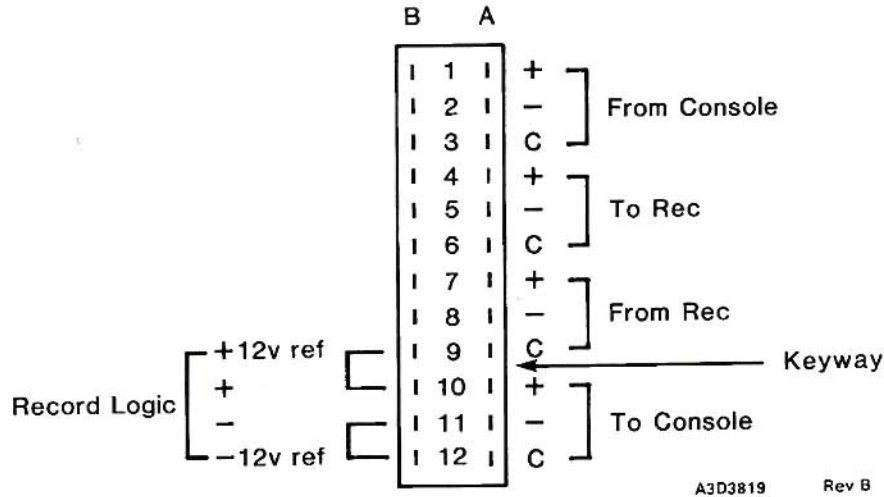 B A
1 +
2 − From Console
3 C
4 +
5 − To Rec
6 C
7 +
8 − From Rec
+12v ref 9 C
Keyway
+ 10 +
Record Logic
− 11 − To Console
−12v ref 12 C
A3D3819 Rev B